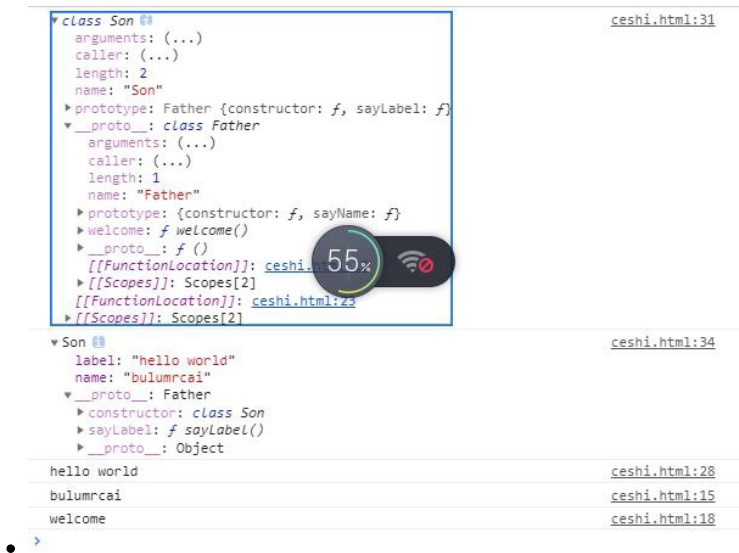 ▼class Son i ceshi.html:31
arguments: (...)
caller: (...)
length: 2
name: "Son"
▶prototype: Father {constructor: ƒ, sayLabel: ƒ}
▼__proto__: class Father
arguments: (...)
caller: (...)
length: 1
name: "Father"
▶prototype: {constructor: ƒ, sayName: ƒ}
▶welcome: ƒ welcome()
▶__proto__: ƒ ()
55%
[[FunctionLocation]]:
▶[[Scopes]]: Scopes[2]
[[FunctionLocation]]: ceshi.html:23
▶[[Scopes]]: Scopes[2]
▼Son i ceshi.html:34
label: "hello world"
name: "bulumrcai"
▼__proto__: Father
▶constructor: class Son
▶sayLabel: ƒ sayLabel()
▶__proto__: Object
hello world ceshi.html:28
bulumrcai ceshi.html:15
welcome ceshi.html:18
• >